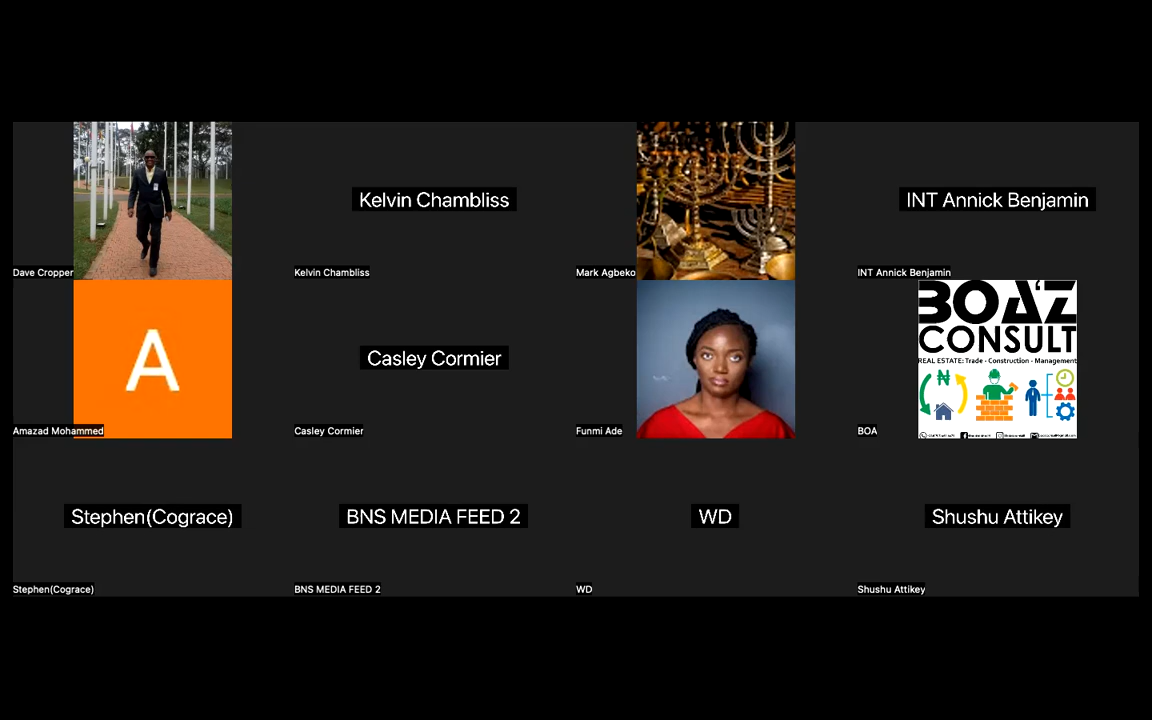 Kelvin Chambliss
INT Annick Benjamin
Dave Cropper
Kelvin Chambliss
Mark Agbeko
INT Annick Benjamin
A
Casley Cormier
BOAZ
CONSULT
REAL ESTATE: Trade - Construction - Management
₦
Amazad Mohammed
Casley Cormier
Funmi Ade
BOA
Stephen(Cograce)
BNS MEDIA FEED 2
WD
Shushu Attikey
Stephen(Cograce)
BNS MEDIA FEED 2
WD
Shushu Attikey